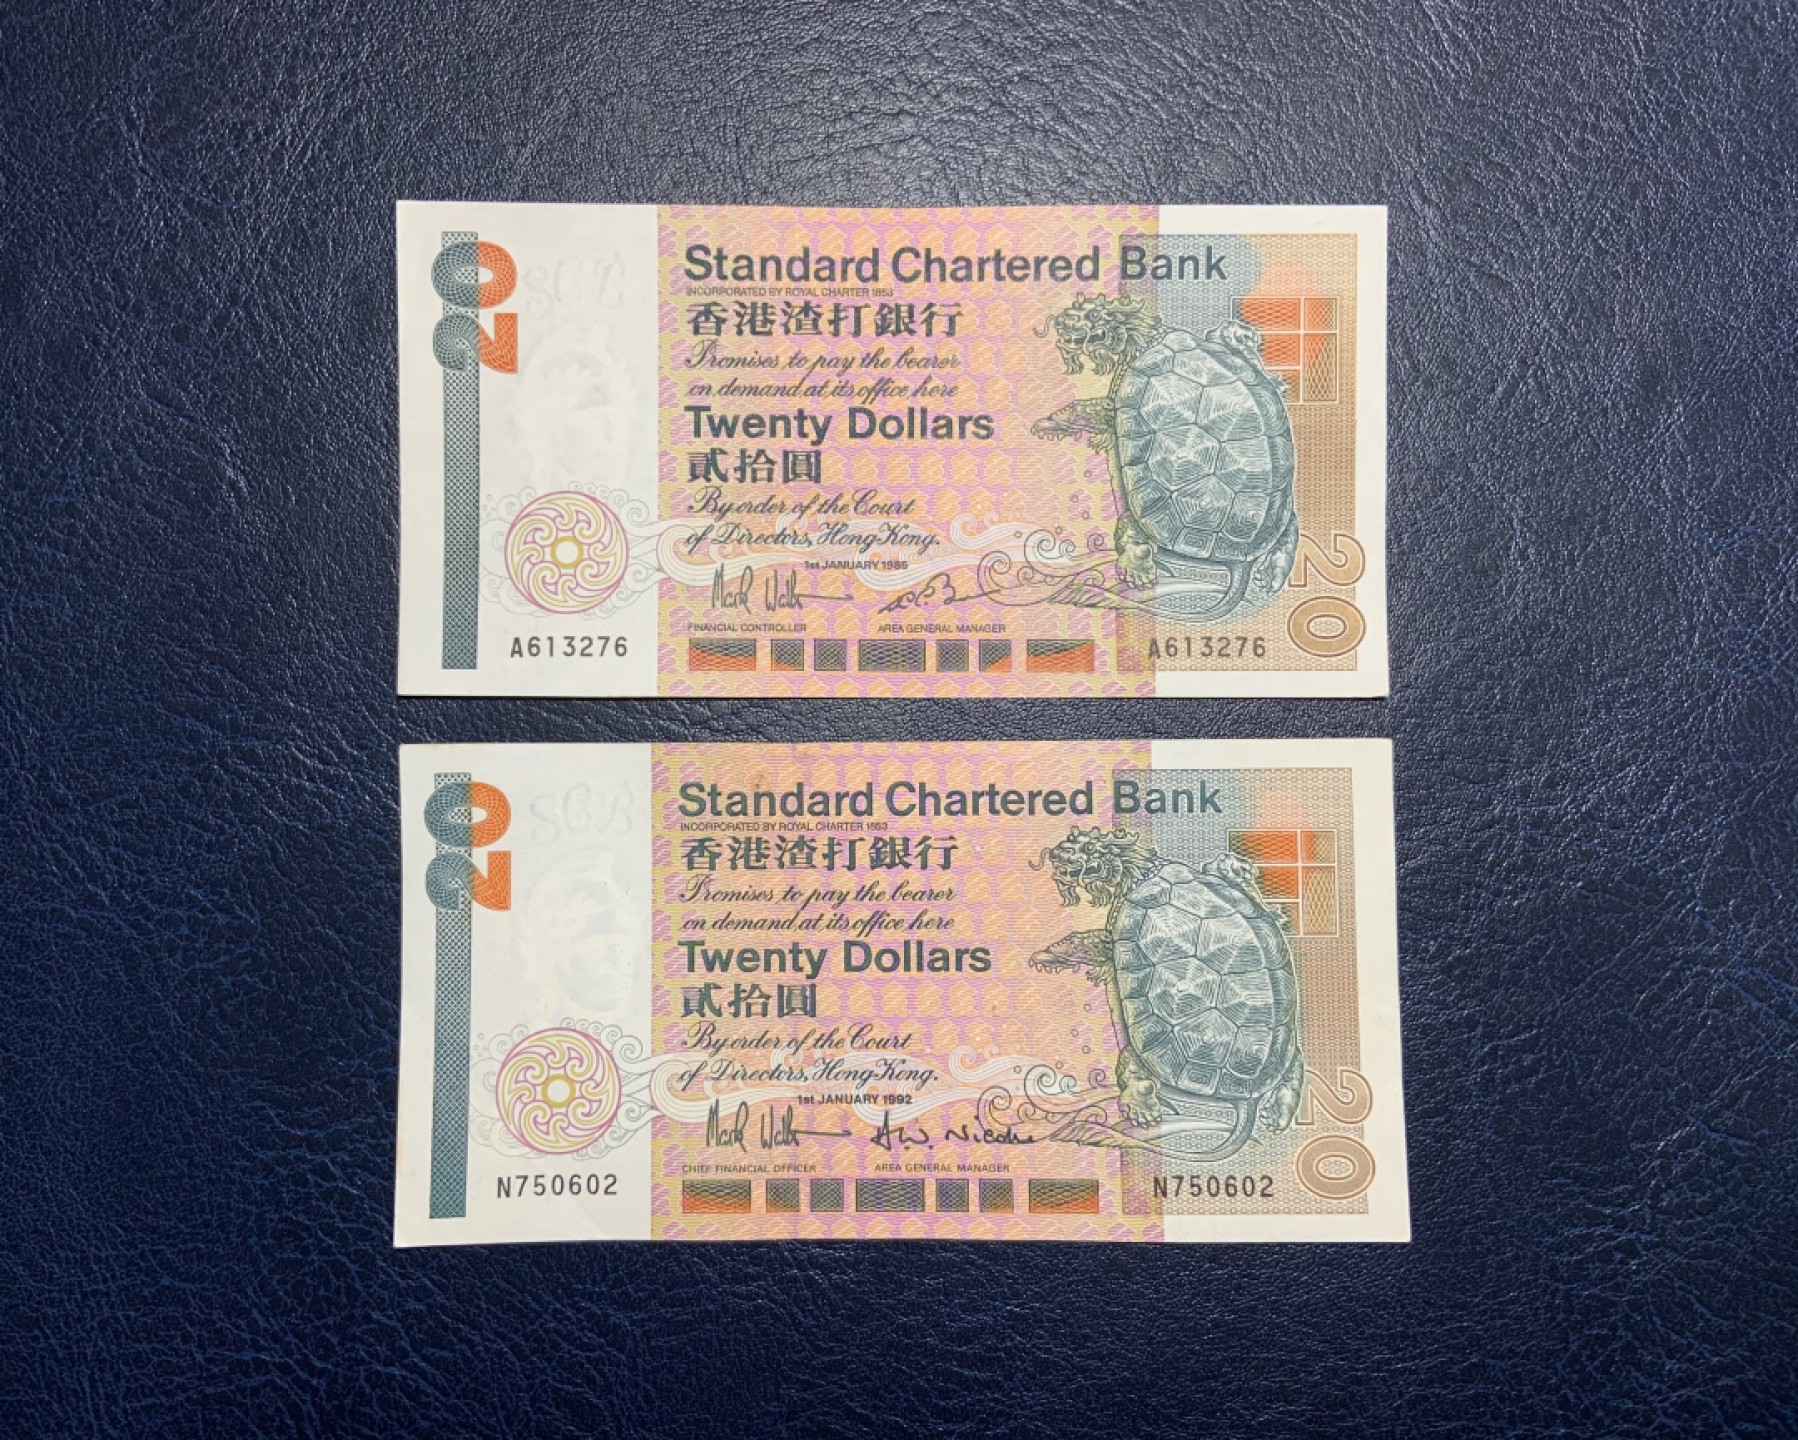 20
Standard Chartered Bank
INCORPORATED BY ROYAL CHARTER 1853
香港渣打銀行
Promises to pay the bearer
on demand at its office here
Twenty Dollars
貳拾圓
By order of the Court
of Directors, Hong Kong.
1st JANUARY 1985
FINANCIAL CONTROLLER AREA GENERAL MANAGER
A613276 A613276
20
20
Standard Chartered Bank
INCORPORATED BY ROYAL CHARTER 1853
香港渣打銀行
Promises to pay the bearer
on demand at its office here
Twenty Dollars
貳拾圓
By order of the Court
of Directors, Hong Kong.
1st JANUARY 1992
CHIEF FINANCIAL OFFICER AREA GENERAL MANAGER
N750602 N750602
20